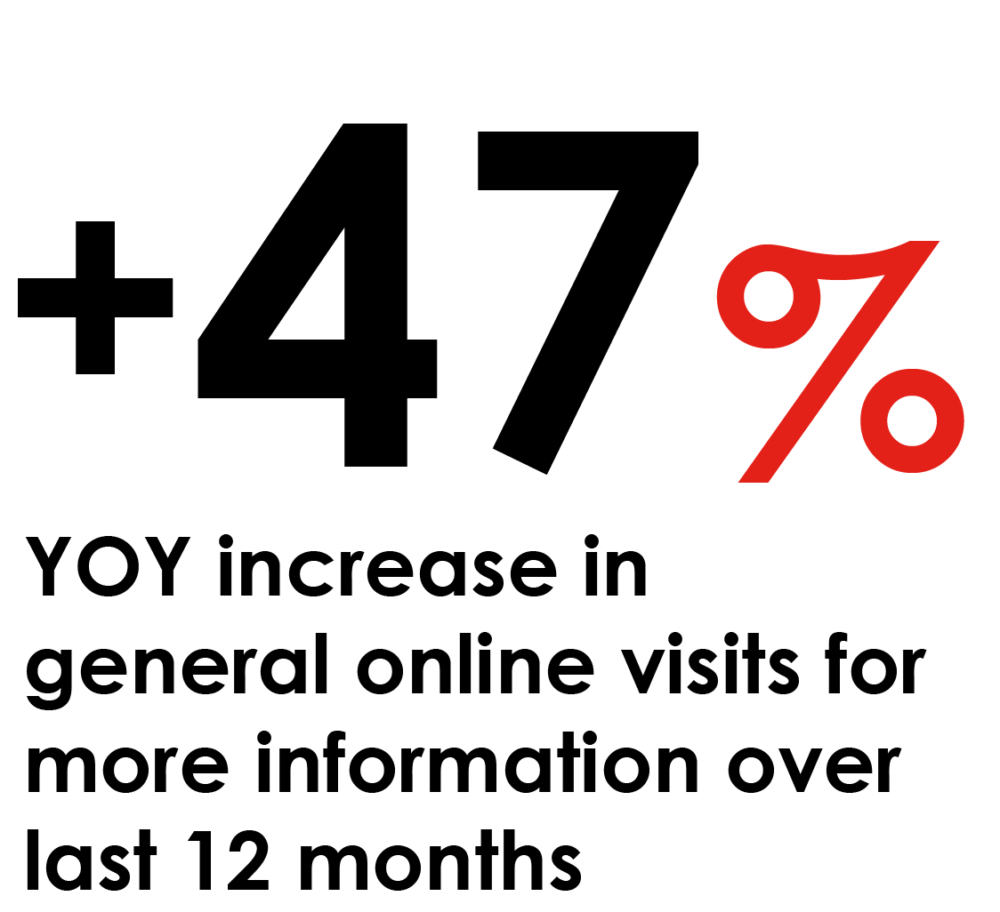 +47%
YOY increase in
general online visits for
more information over
last 12 months